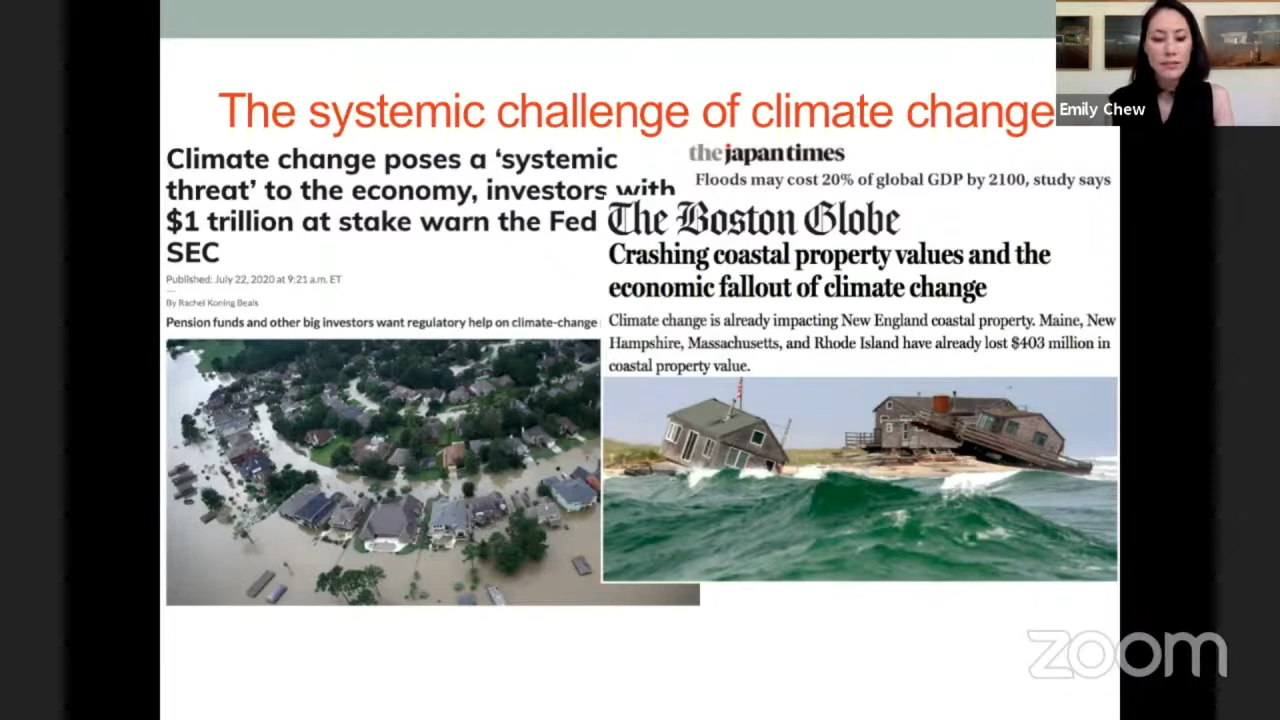 The systemic challenge of climate change
Emily Chew
Climate change poses a ‘systemic
threat’ to the economy, investors with
$1 trillion at stake warn the Fed
SEC
Published: July 22, 2020 at 9:21 a.m. ET
By Rachel Koning Beals
Pension funds and other big investors want regulatory help on climate-change
the japan times
Floods may cost 20% of global GDP by 2100, study says
The Boston Globe
Crashing coastal property values and the
economic fallout of climate change
Climate change is already impacting New England coastal property. Maine, New
Hampshire, Massachusetts, and Rhode Island have already lost $403 million in
coastal property value.
zoom